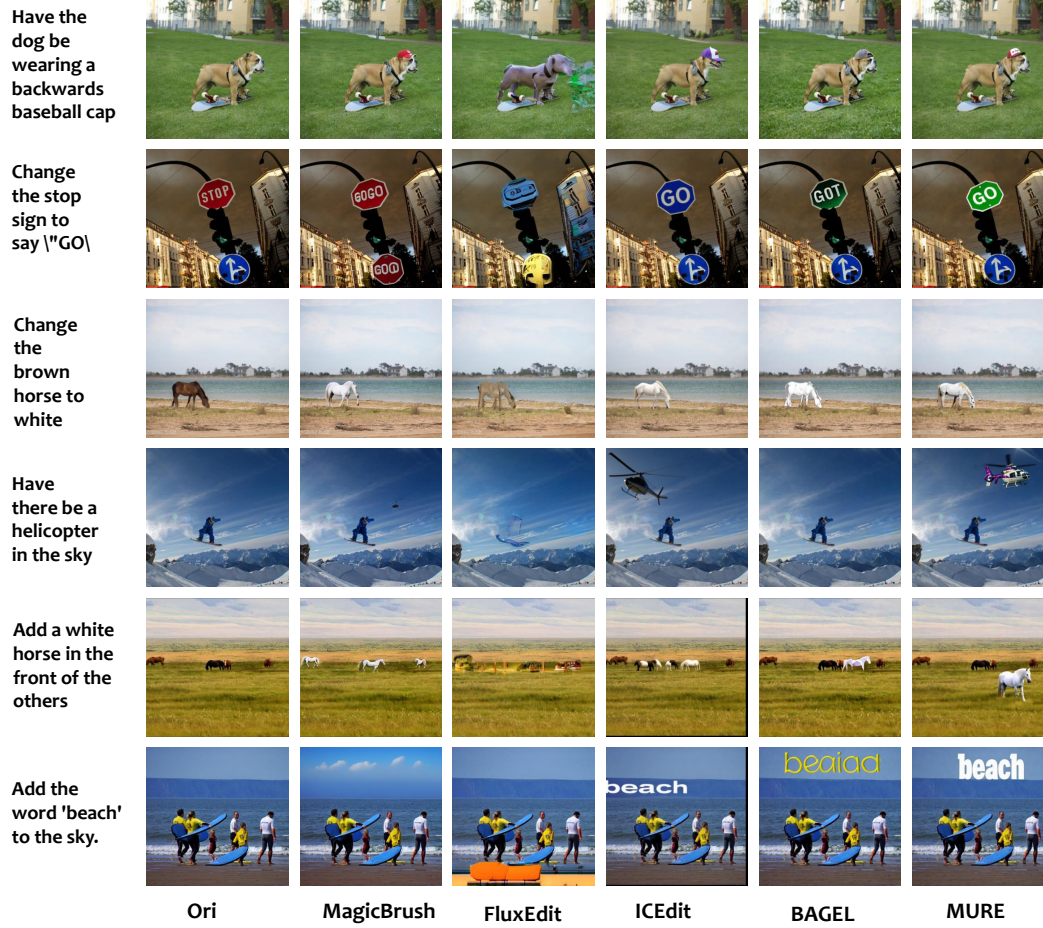 Have the
dog be
wearing a
backwards
baseball cap
Change
the stop
sign to
say \"GO\
STOP
GOGO
GO
GOT
GO
Change
the
brown
horse to
white
Have
there be a
helicopter
in the sky
Add a white
horse in the
front of the
others
Add the
word 'beach'
to the sky.
beach
beaiad
beach
Ori
MagicBrush
FluxEdit
ICEdit
BAGEL
MURE